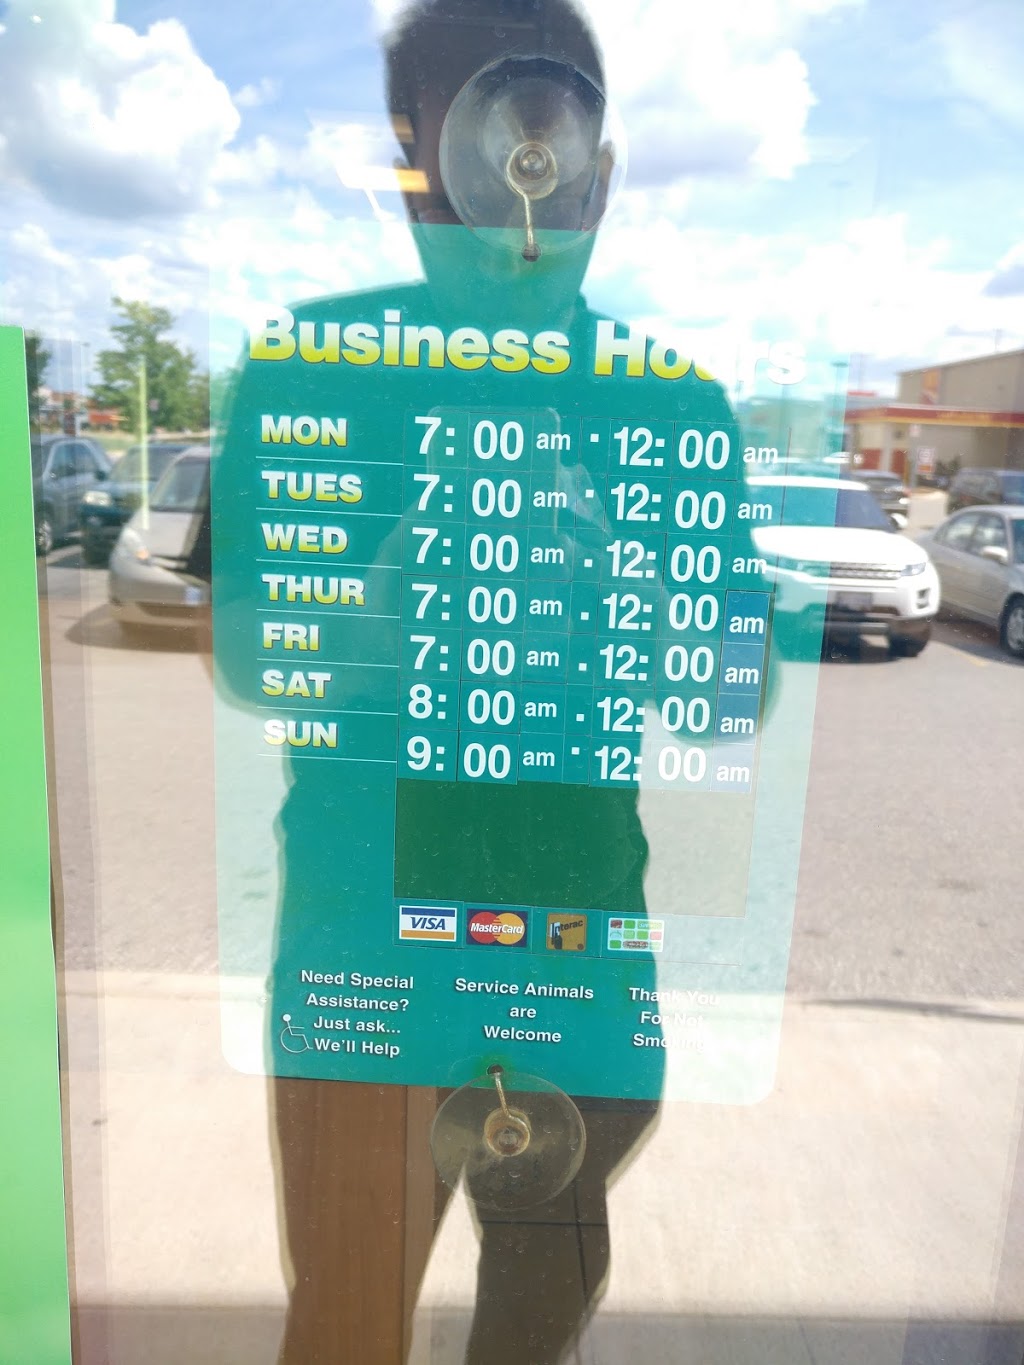 Business Hours
MON 7:00 am - 12:00 am
TUES 7:00 am - 12:00 am
WED 7:00 am - 12:00 am
THUR 7:00 am - 12:00 am
FRI 7:00 am - 12:00 am
SAT 8:00 am - 12:00 am
SUN 9:00 am - 12:00 am
VISA MasterCard Interac
Need Special
Assistance?
Just ask...
We'll Help
Service Animals
are
Welcome
Thank You
For Not
Smoking